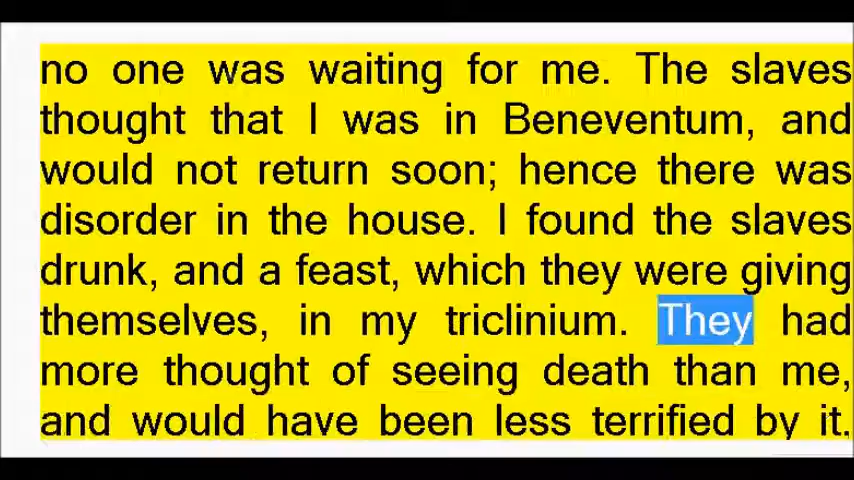 no one was waiting for me. The slaves
thought that I was in Beneventum, and
would not return soon; hence there was
disorder in the house. I found the slaves
drunk, and a feast, which they were giving
themselves, in my triclinium. They had
more thought of seeing death than me,
and would have been less terrified by it.